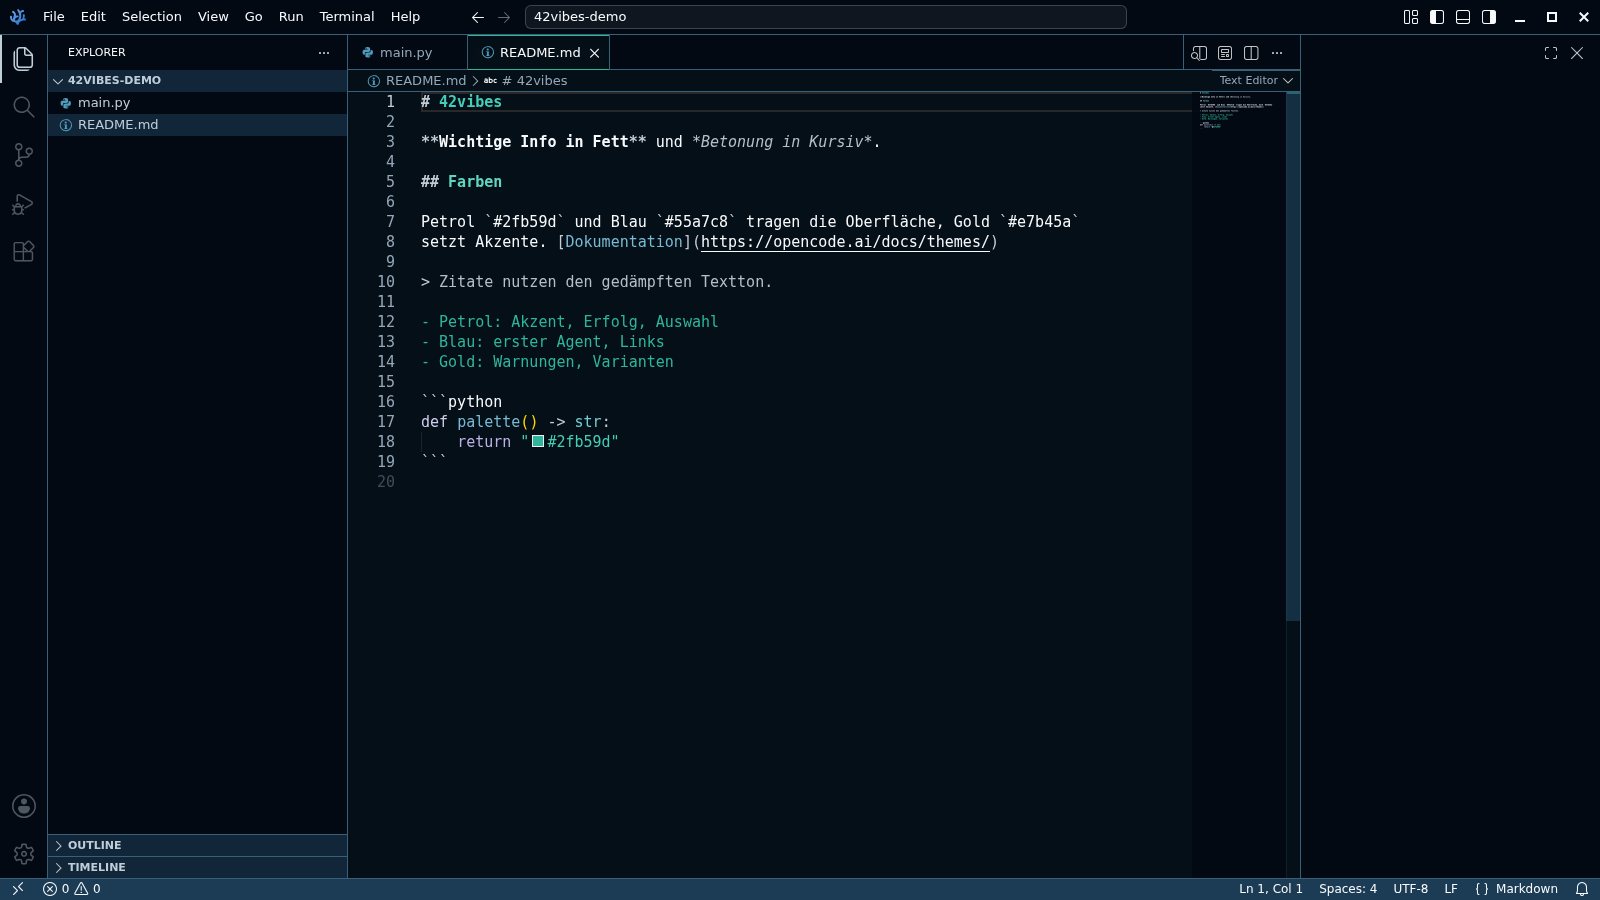 File Edit Selection View Go Run Terminal Help
42vibes-demo
EXPLORER
42VIBES-DEMO
main.py
README.md
OUTLINE
TIMELINE
main.py
README.md
README.md > abc # 42vibes
Text Editor
1 # 42vibes
2
3 **Wichtige Info in Fett** und *Betonung in Kursiv*.
4
5 ## Farben
6
7 Petrol `#2fb59d` und Blau `#55a7c8` tragen die Oberfläche, Gold `#e7b45a`
8 setzt Akzente. [Dokumentation](https://opencode.ai/docs/themes/)
9
10 > Zitate nutzen den gedämpften Textton.
11
12 - Petrol: Akzent, Erfolg, Auswahl
13 - Blau: erster Agent, Links
14 - Gold: Warnungen, Varianten
15
16 ```python
17 def palette() -> str:
18     return "#2fb59d"
19 ```
20
0 0
Ln 1, Col 1 Spaces: 4 UTF-8 LF { } Markdown